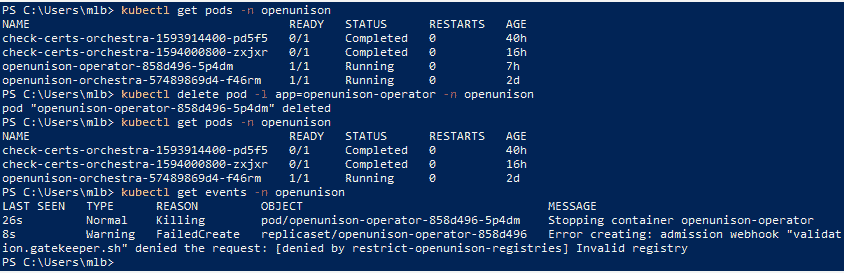 PS C:\Users\mlb> kubectl get pods -n openunison
NAME READY STATUS RESTARTS AGE
check-certs-orchestra-1593914400-pd5f5 0/1 Completed 0 40h
check-certs-orchestra-1594000800-zxjxr 0/1 Completed 0 16h
openunison-operator-858d496-5p4dm 1/1 Running 0 7h
openunison-orchestra-57489869d4-f46rm 1/1 Running 0 2d
PS C:\Users\mlb> kubectl delete pod -l app=openunison-operator -n openunison
pod "openunison-operator-858d496-5p4dm" deleted
PS C:\Users\mlb> kubectl get pods -n openunison
NAME READY STATUS RESTARTS AGE
check-certs-orchestra-1593914400-pd5f5 0/1 Completed 0 40h
check-certs-orchestra-1594000800-zxjxr 0/1 Completed 0 16h
openunison-orchestra-57489869d4-f46rm 1/1 Running 0 2d
PS C:\Users\mlb> kubectl get events -n openunison
LAST SEEN TYPE REASON OBJECT MESSAGE
26s Normal Killing pod/openunison-operator-858d496-5p4dm Stopping container openunison-operator
8s Warning FailedCreate replicaset/openunison-operator-858d496 Error creating: admission webhook "validat
ion.gatekeeper.sh" denied the request: [denied by restrict-openunison-registries] Invalid registry
PS C:\Users\mlb>